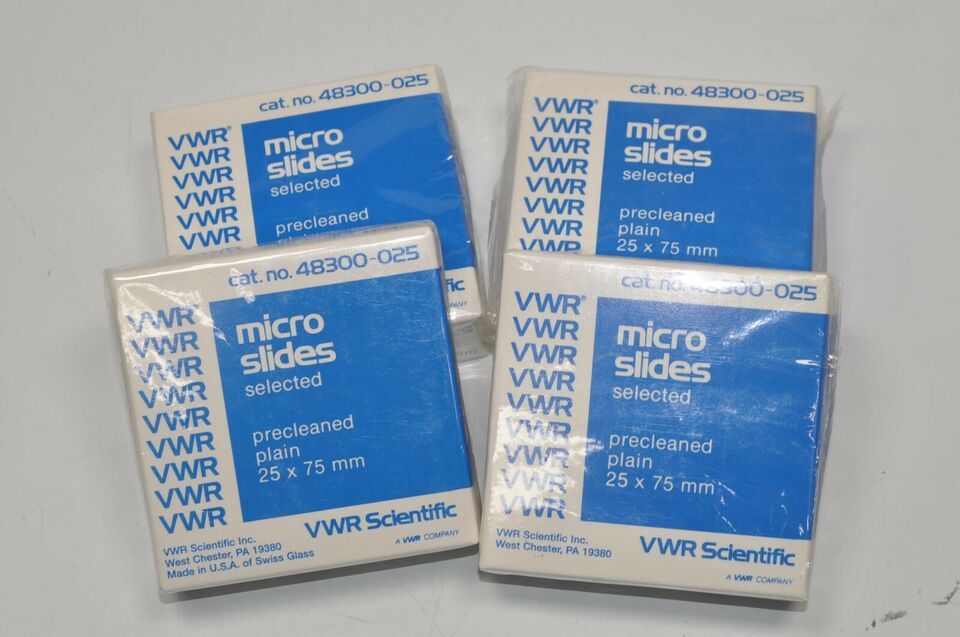 cat. no. 48300-025
VWR®
VWR
VWR
VWR
VWR
VWR
micro
slides
selected
precleaned
cat. no. 48300-025
VWR®
VWR
VWR
VWR
VWR
VWR
VWR
VWR
micro
slides
selected
precleaned
plain
25 x 75 mm
cat. no. 48300-025
VWR®
VWR
VWR
VWR
VWR
VWR
VWR
VWR
VWR
micro
slides
selected
precleaned
plain
25 x 75 mm
VWR Scientific
A VWR COMPANY
VWR Scientific Inc.
West Chester, PA 19380
Made in U.S.A. of Swiss Glass
cat. no. 48300-025
VWR®
VWR
VWR
VWR
VWR
VWR
VWR
VWR
VWR
micro
slides
selected
precleaned
plain
25 x 75 mm
VWR Scientific
A VWR COMPANY
VWR Scientific Inc.
West Chester, PA 19380